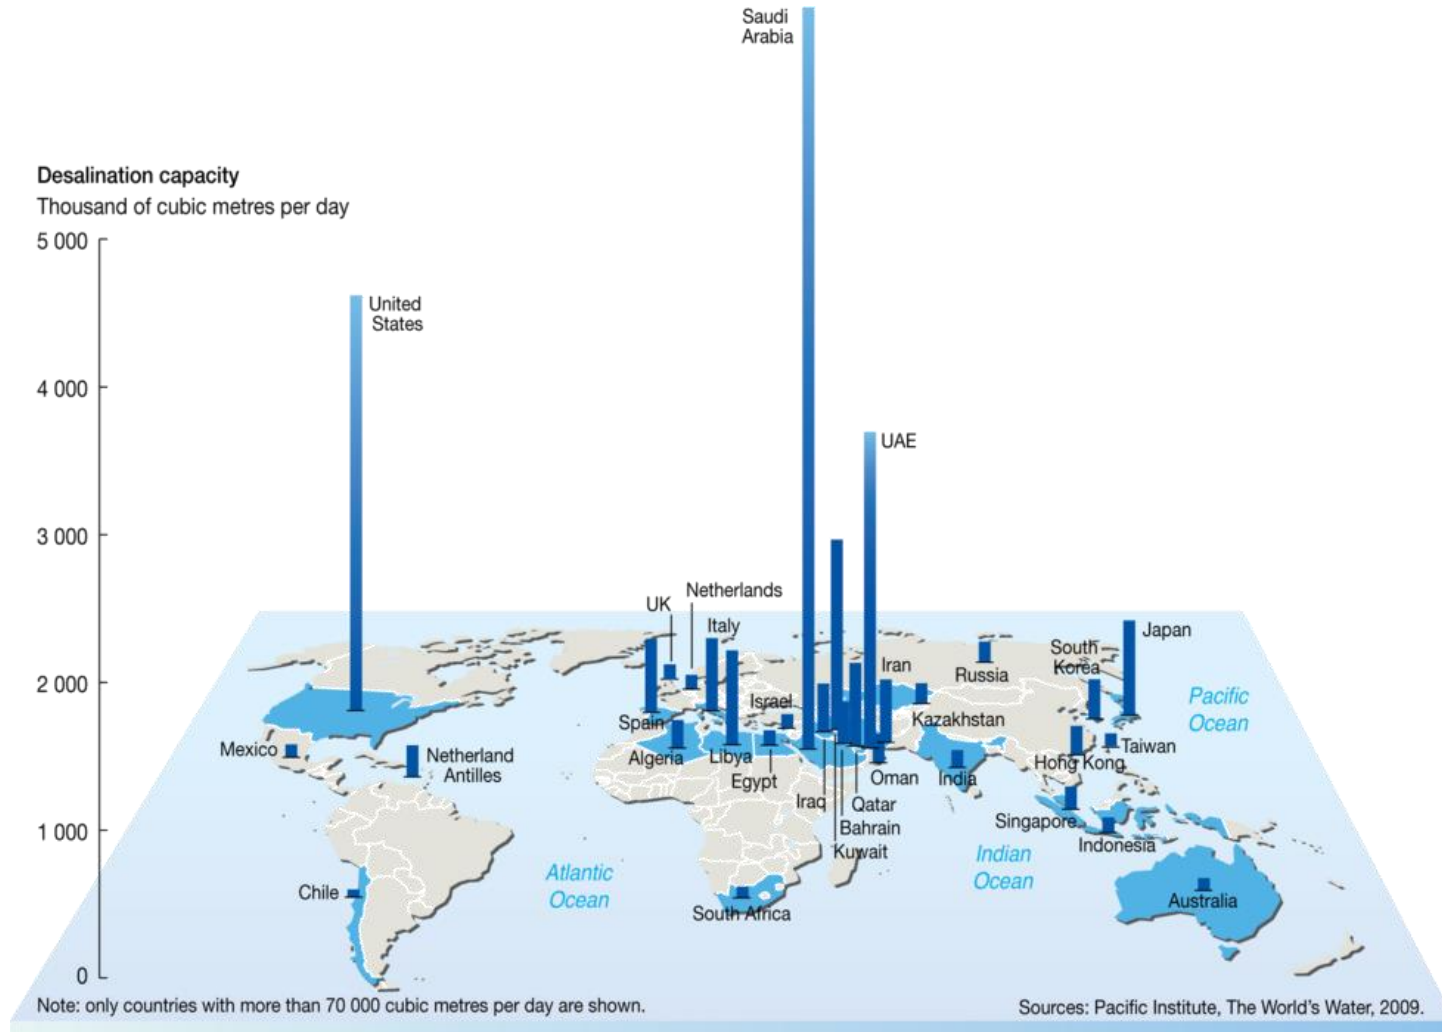 Saudi
Arabia
Desalination capacity
Thousand of cubic metres per day
5 000
United
States
4 000
UAE
3 000
Netherlands
UK
Italy
Japan
South
Korea
Iran
Russia
2 000
Israel
Pacific
Ocean
Spain
Kazakhstan
Mexico
Netherland
Antilles
Algeria
Libya
Taiwan
Hong Kong
Egypt
Oman
India
Iraq
Qatar
Bahrain
Kuwait
Singapore
1 000
Indonesia
Indian
Ocean
Atlantic
Ocean
Chile
South Africa
Australia
0
Note: only countries with more than 70 000 cubic metres per day are shown.
Sources: Pacific Institute, The World's Water, 2009.